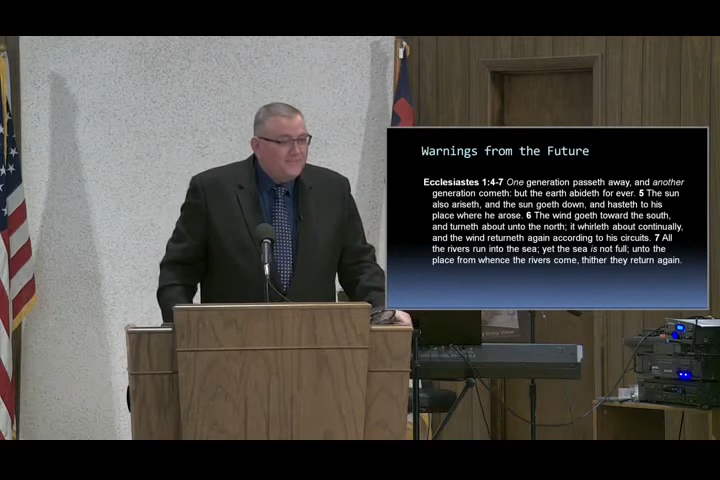 Warnings from the Future
Ecclesiastes 1:4-7 One generation passeth away, and another
generation cometh: but the earth abideth for ever. 5 The sun
also ariseth, and the sun goeth down, and hasteth to his
place where he arose. 6 The wind goeth toward the south,
and turneth about unto the north; it whirleth about continually,
and the wind returneth again according to his circuits. 7 All
the rivers run into the sea; yet the sea is not full; unto the
place from whence the rivers come, thither they return again.